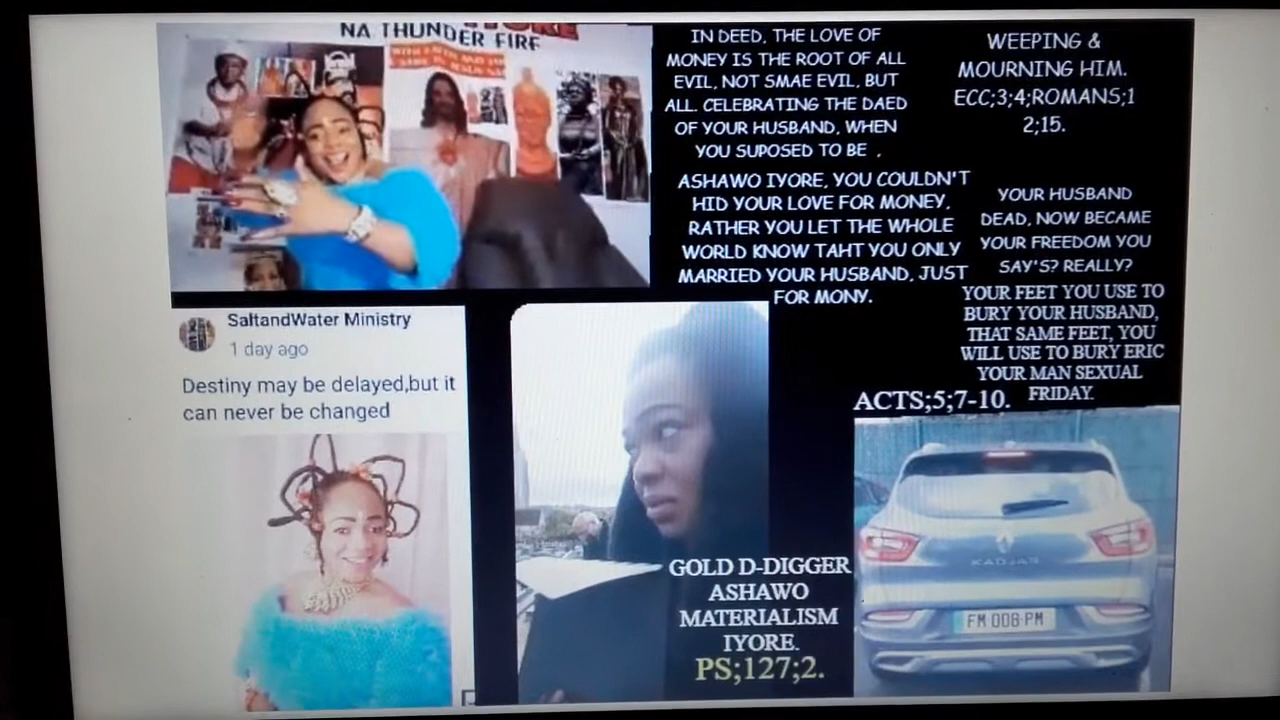 NA THUNDER FIRE
IN DEED, THE LOVE OF
MONEY IS THE ROOT OF ALL
EVIL, NOT SMAE EVIL, BUT
ALL. CELEBRATING THE DAED
OF YOUR HUSBAND, WHEN
YOU SUPOSED TO BE ,
WEEPING &
MOURNING HIM.
ECC;3;4;ROMANS;1
2;15.
ASHAWO IYORE, YOU COULDN'T
HID YOUR LOVE FOR MONEY,
RATHER YOU LET THE WHOLE
WORLD KNOW TAHT YOU ONLY
MARRIED YOUR HUSBAND, JUST
FOR MONY.
YOUR HUSBAND
DEAD, NOW BECAME
YOUR FREEDOM YOU
SAY'S? REALLY?
YOUR FEET YOU USE TO
BURY YOUR HUSBAND,
THAT SAME FEET, YOU
WILL USE TO BURY ERIC
YOUR MAN SEXUAL
FRIDAY.
ACTS;5;7-10.
SaltandWater Ministry
1 day ago
Destiny may be delayed,but it
can never be changed
GOLD D-DIGGER
ASHAWO
MATERIALISM
IYORE.
PS;127;2.
KADJAR
FM 008 PM